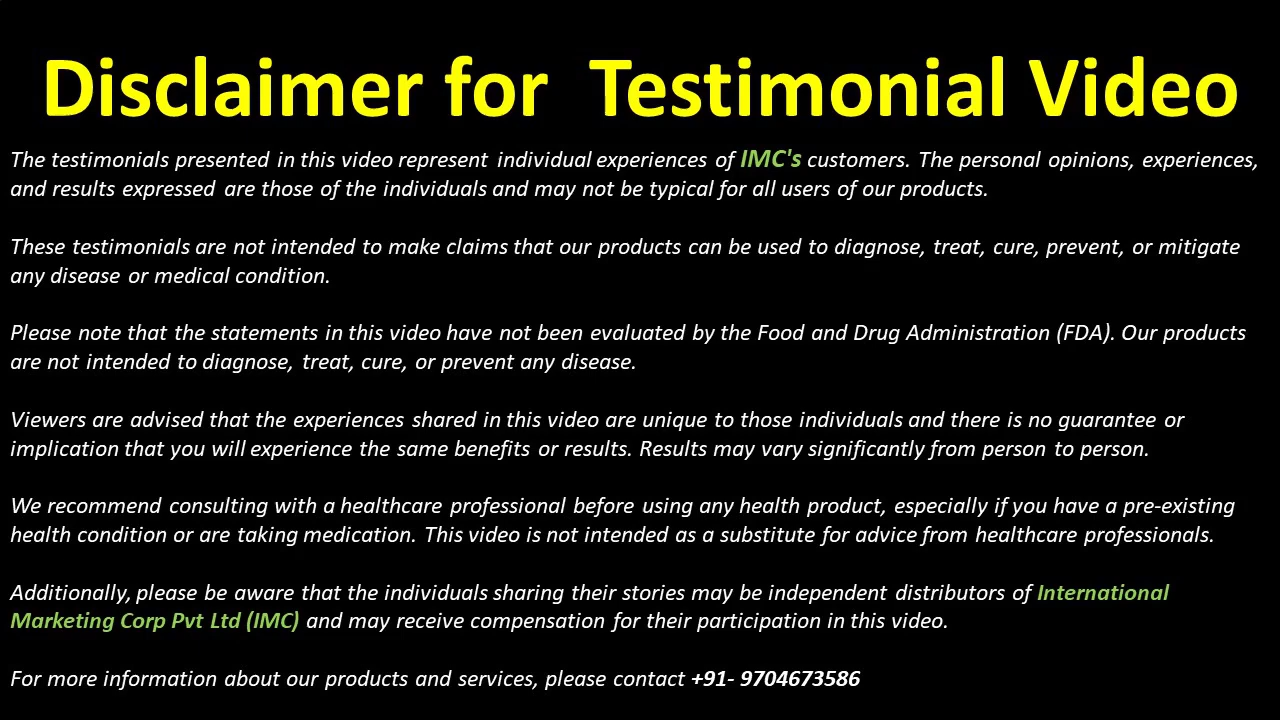 Disclaimer for Testimonial Video
The testimonials presented in this video represent individual experiences of IMC's customers. The personal opinions, experiences,
and results expressed are those of the individuals and may not be typical for all users of our products.
These testimonials are not intended to make claims that our products can be used to diagnose, treat, cure, prevent, or mitigate
any disease or medical condition.
Please note that the statements in this video have not been evaluated by the Food and Drug Administration (FDA). Our products
are not intended to diagnose, treat, cure, or prevent any disease.
Viewers are advised that the experiences shared in this video are unique to those individuals and there is no guarantee or
implication that you will experience the same benefits or results. Results may vary significantly from person to person.
We recommend consulting with a healthcare professional before using any health product, especially if you have a pre-existing
health condition or are taking medication. This video is not intended as a substitute for advice from healthcare professionals.
Additionally, please be aware that the individuals sharing their stories may be independent distributors of International
Marketing Corp Pvt Ltd (IMC) and may receive compensation for their participation in this video.
For more information about our products and services, please contact +91- 9704673586